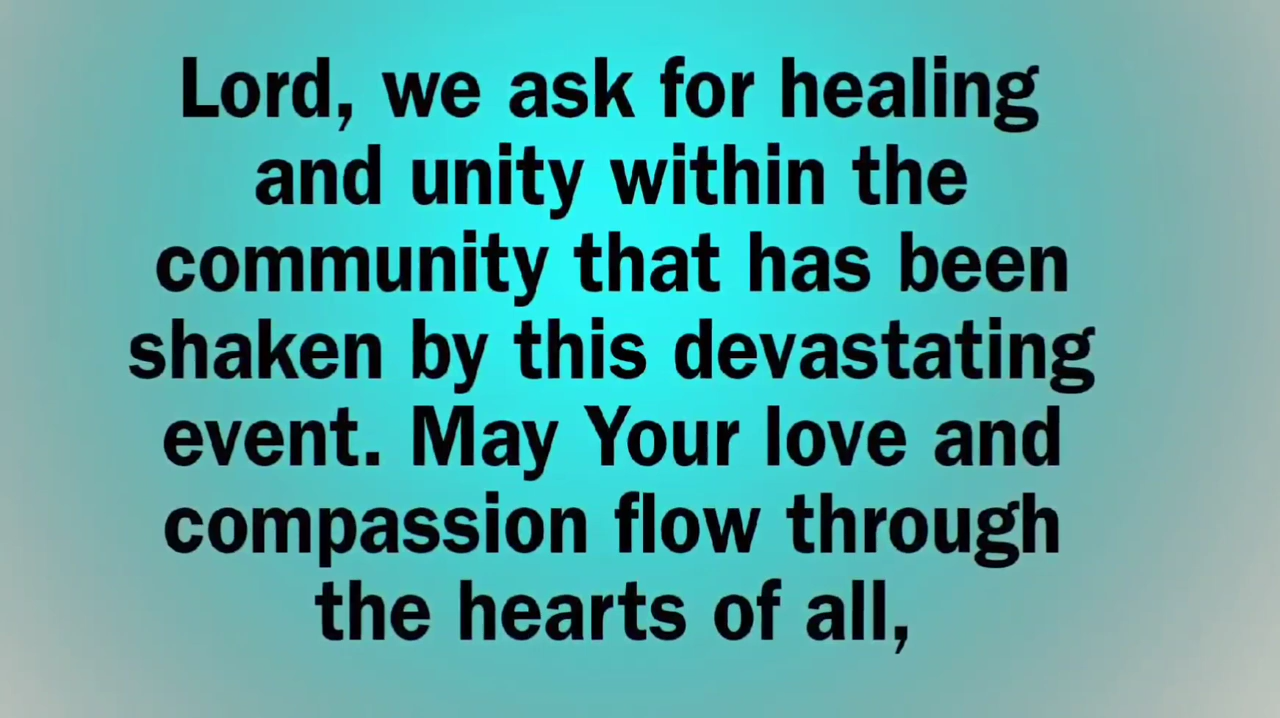 Lord, we ask for healing
and unity within the
community that has been
shaken by this devastating
event. May Your love and
compassion flow through
the hearts of all,